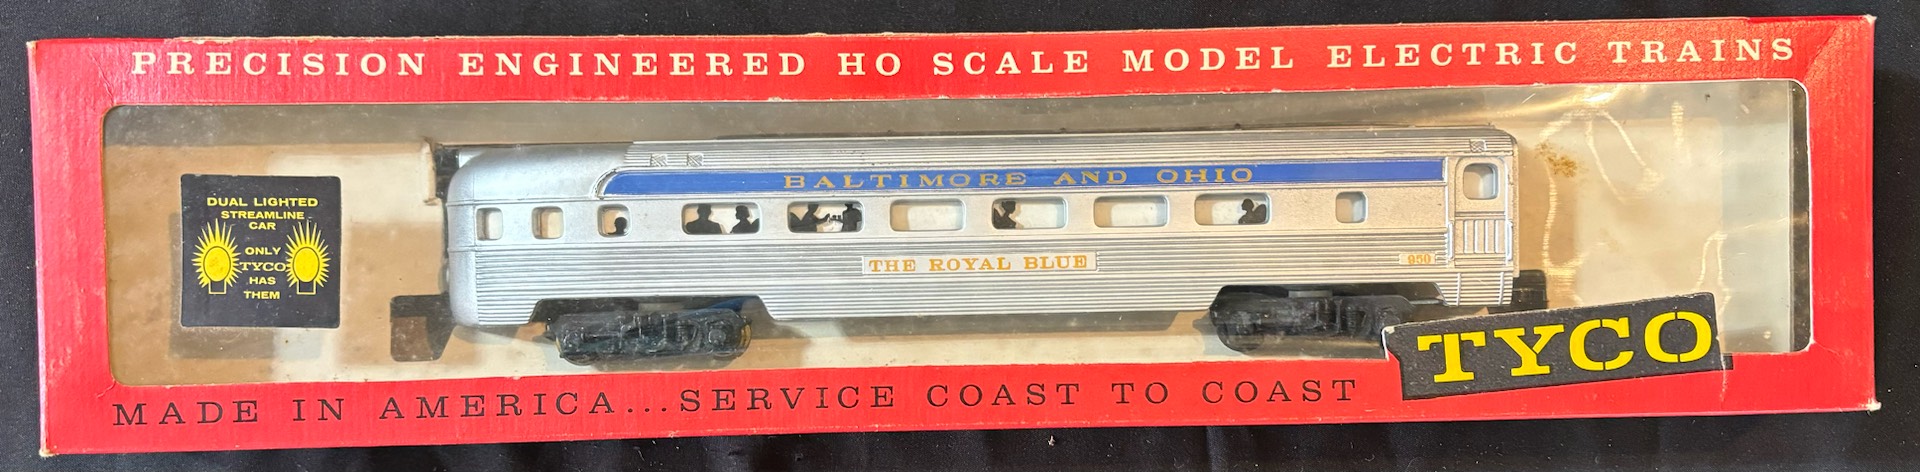 PRECISION ENGINEERED HO SCALE MODEL ELECTRIC TRAINS
DUAL LIGHTED
STREAMLINE
CAR
ONLY
TYCO
HAS
THEM
BALTIMORE AND OHIO
THE ROYAL BLUE
950
TYCO
MADE IN AMERICA...SERVICE COAST TO COAST